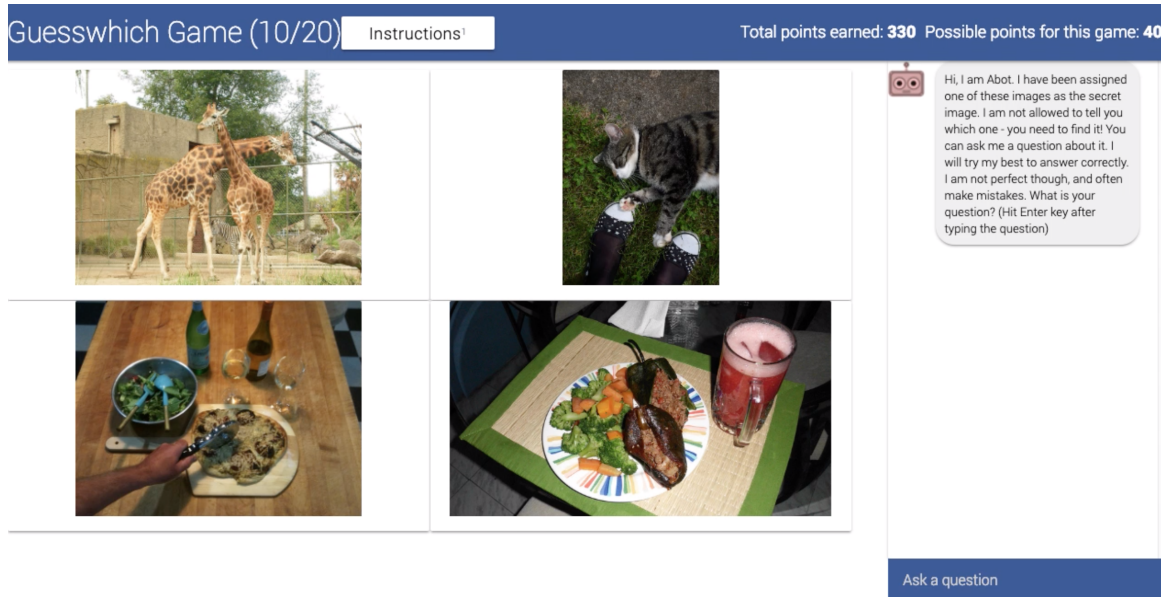 Guesswhich Game (10/20) Instructions¹ Total points earned: 330 Possible points for this game: 40
Hi, I am Abot. I have been assigned
one of these images as the secret
image. I am not allowed to tell you
which one - you need to find it! You
can ask me a question about it. I
will try my best to answer correctly.
I am not perfect though, and often
make mistakes. What is your
question? (Hit Enter key after
typing the question)
Ask a question